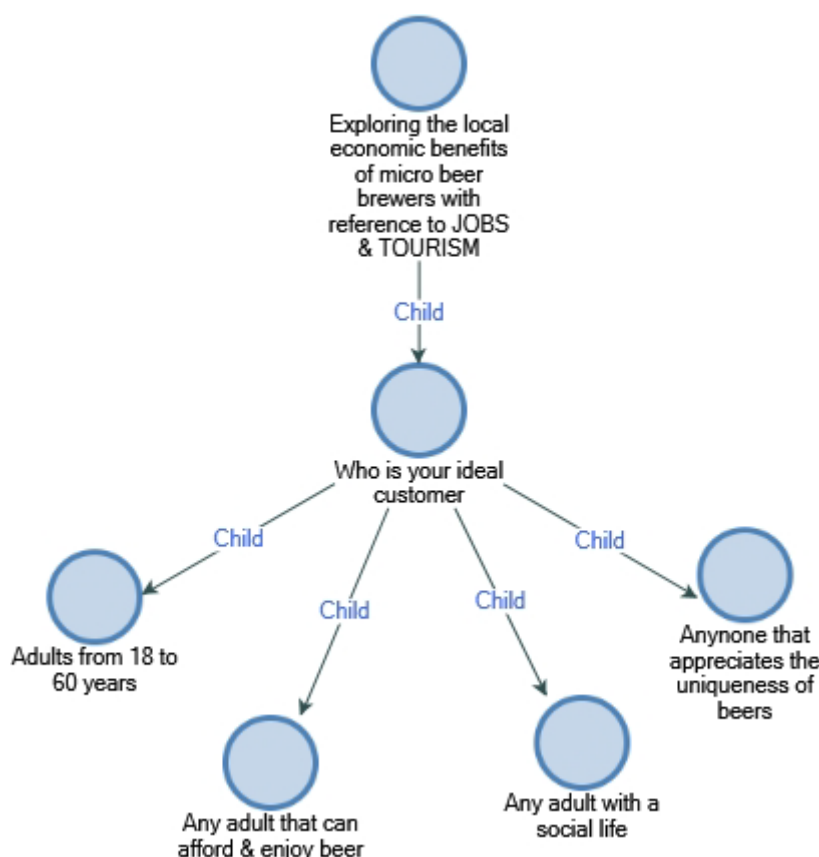 Exploring the local
economic benefits
of micro beer
brewers with
reference to JOBS
& TOURISM
Child
Who is your ideal
customer
Child
Child
Child
Child
Adults from 18 to
60 years
Any adult that can
afford & enjoy beer
Any adult with a
social life
Anynone that
appreciates the
uniqueness of
beers